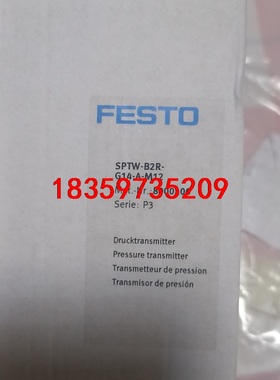 FESTO
SPTW-B2R-
G14-A-M12
18359735209
Serie: P3
Drucktransmitter
Pressure transmitter
Transmetteur de pression
Transmisor de presión